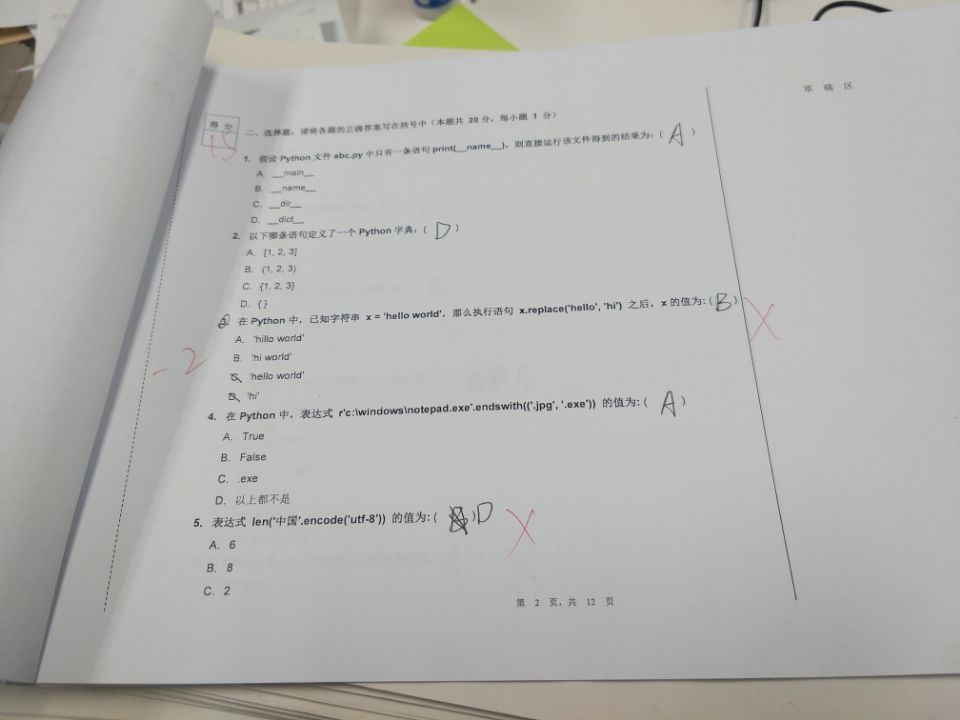 草 稿 区
得 分
15
二、选择题，请将各题的正确答案写在括号中（本题共 20 分，每小题 1 分）
1. 假设 Python 文件 abc.py 中只有一条语句 print(__name__)，则直接运行该文件得到的结果为：( A )
A. __main__
B. __name__
C. __dir__
D. __dict__
2. 以下哪条语句定义了一个 Python 字典：( D )
A. [1, 2, 3]
B. (1, 2, 3)
C. {1, 2, 3}
D. { }
3. 在 Python 中，已知字符串 x = 'hello world'，那么执行语句 x.replace('hello', 'hi') 之后，x 的值为：( B )
A. 'hillo world'
B. 'hi world'
-2
C. 'hello world'
D. 'hi'
4. 在 Python 中，表达式 r'c:\windows\notepad.exe'.endswith(('.jpg', '.exe')) 的值为：( A )
A. True
B. False
C. .exe
D. 以上都不是
5. 表达式 len('中国'.encode('utf-8')) 的值为：( ) D
A. 6
B. 8
C. 2
第 2 页，共 12 页